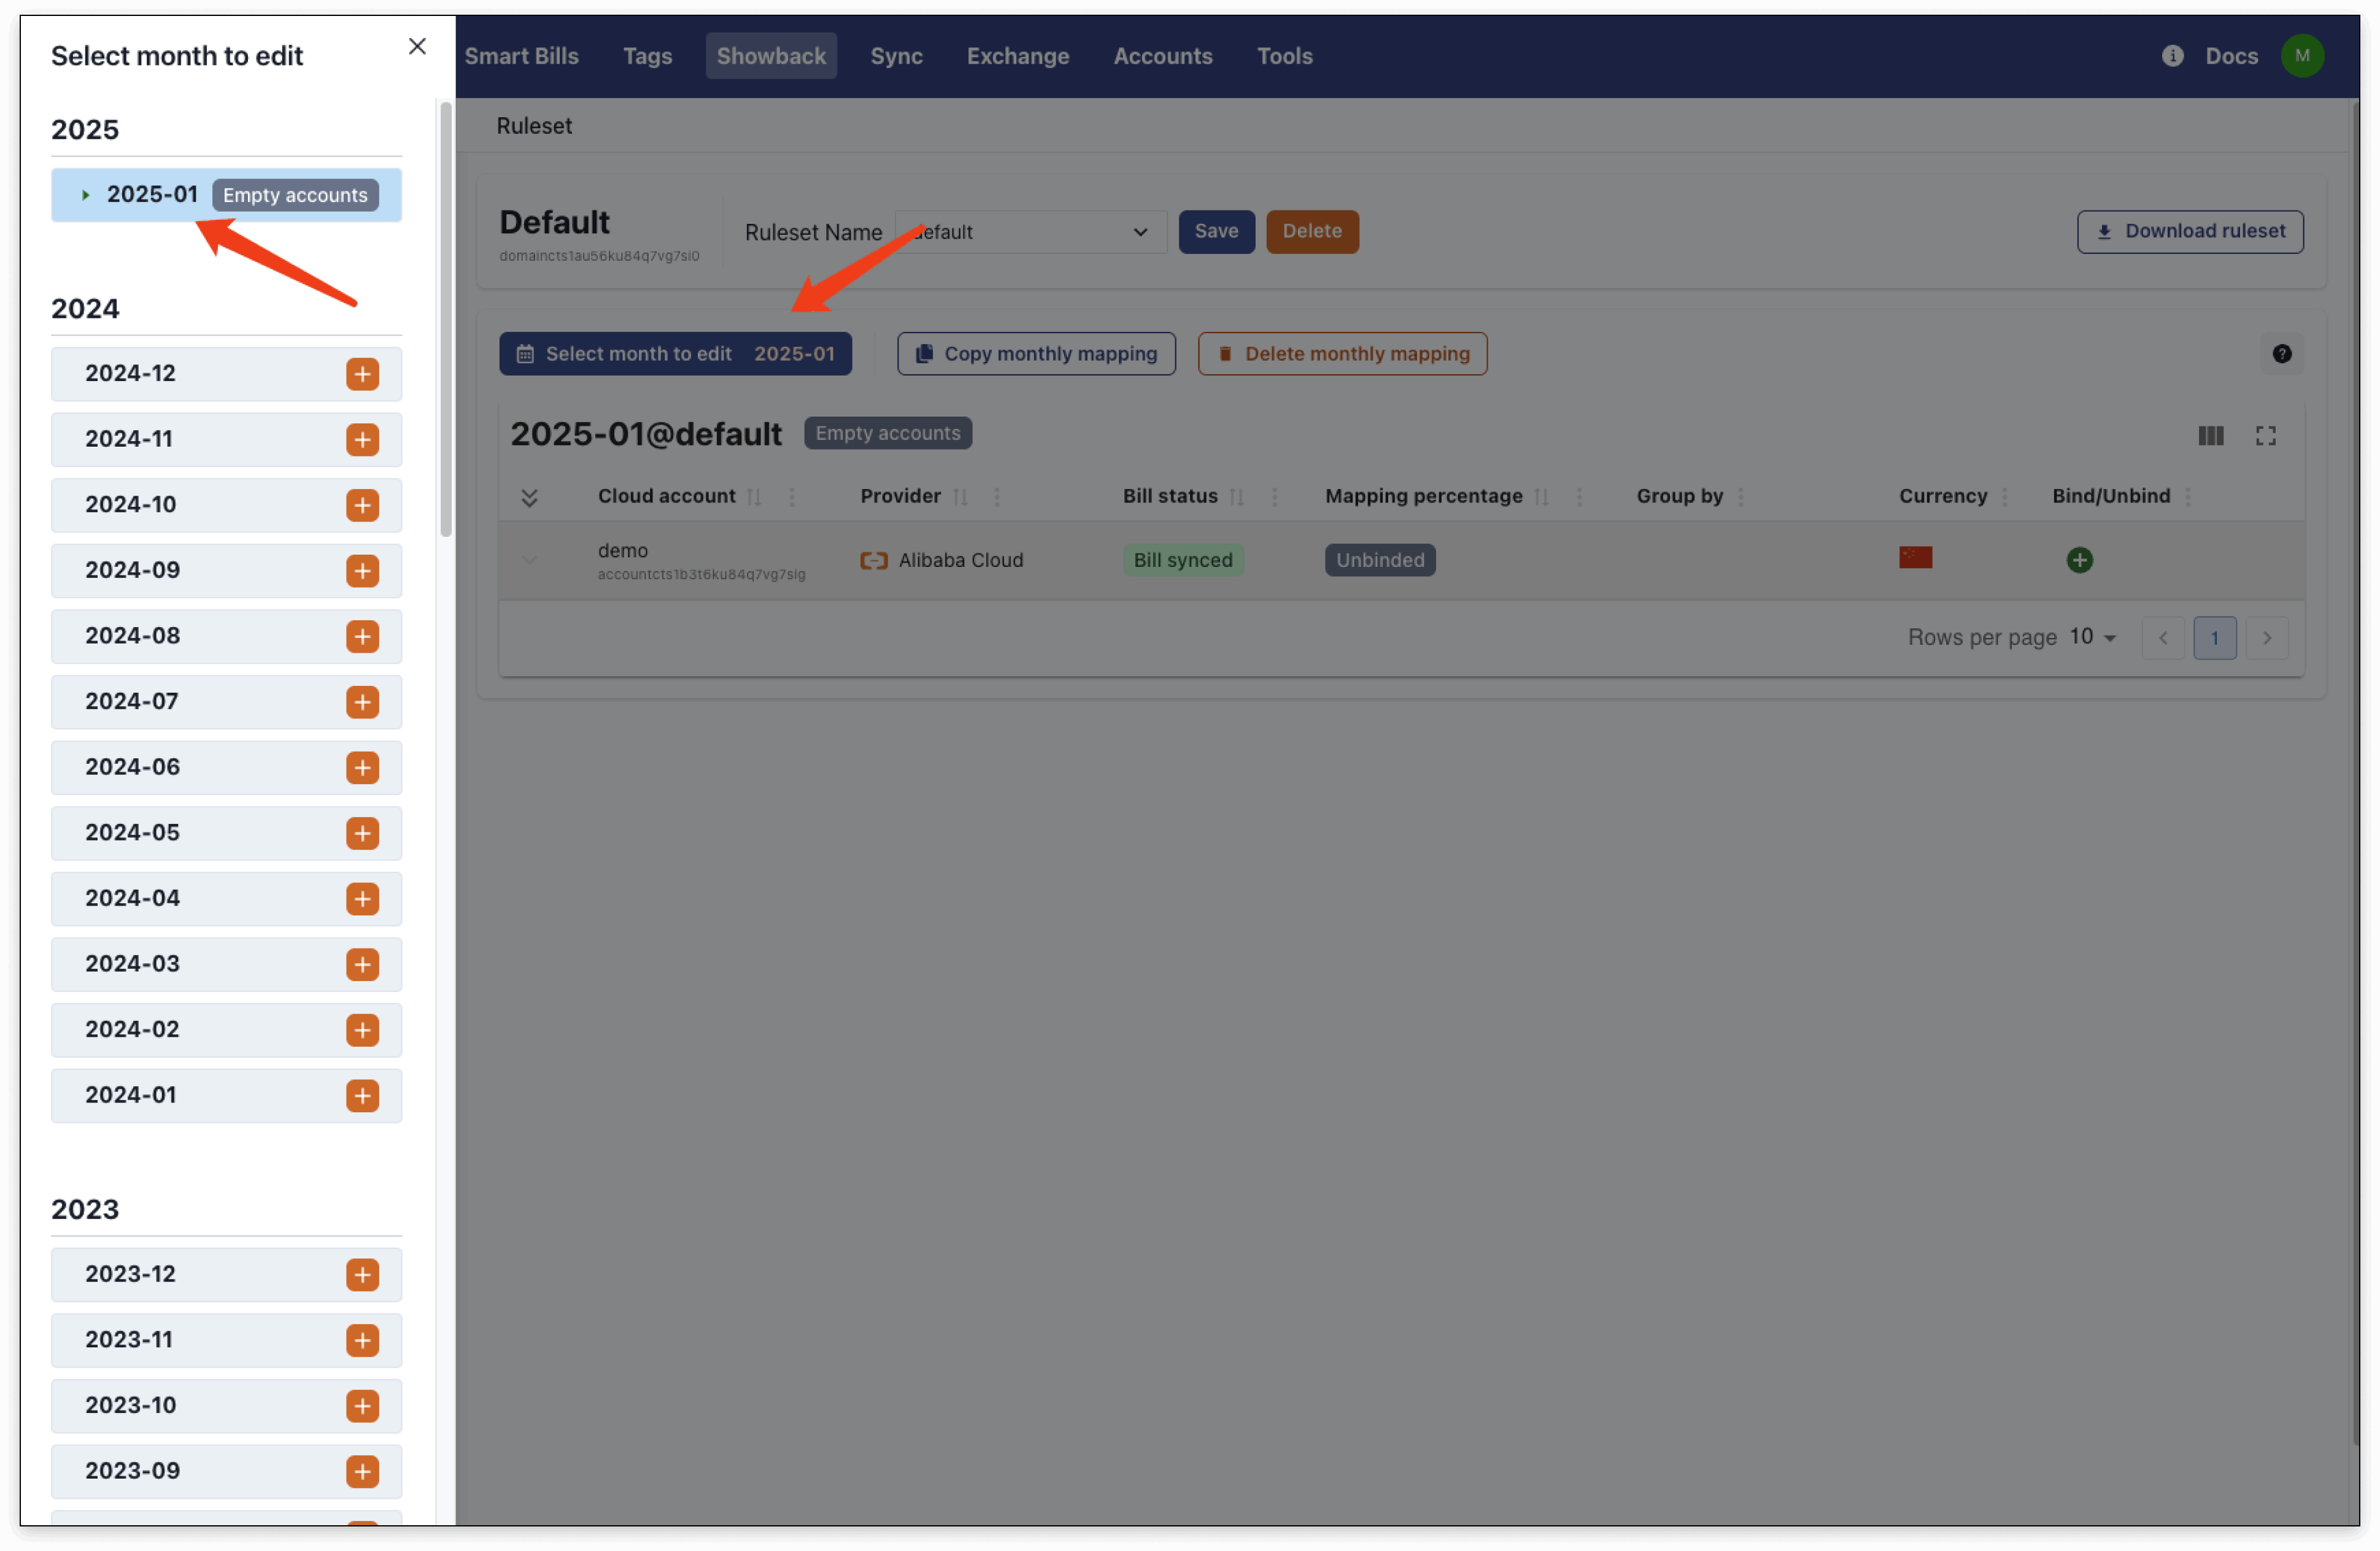 Select month to edit
2025
2025-01 Empty accounts
2024
2024-12
2024-11
2024-10
2024-09
2024-08
2024-07
2024-06
2024-05
2024-04
2024-03
2024-02
2024-01
2023
2023-12
2023-11
2023-10
2023-09
Smart Bills Tags Showback Sync Exchange Accounts Tools Docs M
Ruleset
Default
domaincts1au56ku84q7vg7si0
Ruleset Name default Save Delete Download ruleset
Select month to edit 2025-01 Copy monthly mapping Delete monthly mapping
2025-01@default Empty accounts
Cloud account Provider Bill status Mapping percentage Group by Currency Bind/Unbind
demo
accountcts1b3t6ku84q7vg7slg
Alibaba Cloud Bill synced Unbinded
Rows per page 10 1